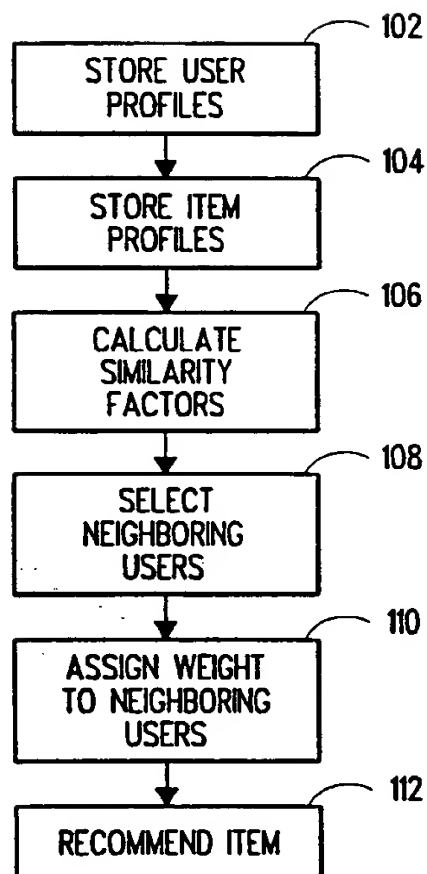 102
STORE USER
PROFILES
104
STORE ITEM
PROFILES
106
CALCULATE
SIMILARITY
FACTORS
108
SELECT
NEIGHBORING
USERS
110
ASSIGN WEIGHT
TO NEIGHBORING
USERS
112
RECOMMEND ITEM